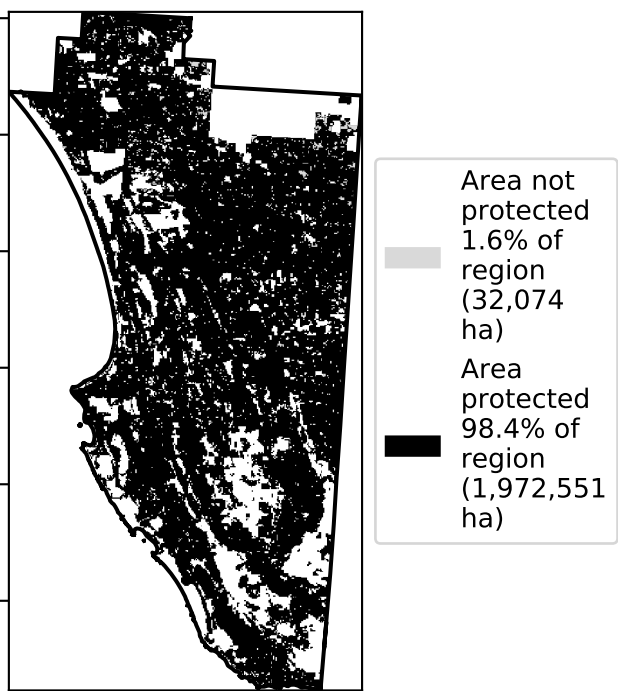 Area not
protected
1.6% of
region
(32,074
ha)
Area
protected
98.4% of
region
(1,972,551
ha)